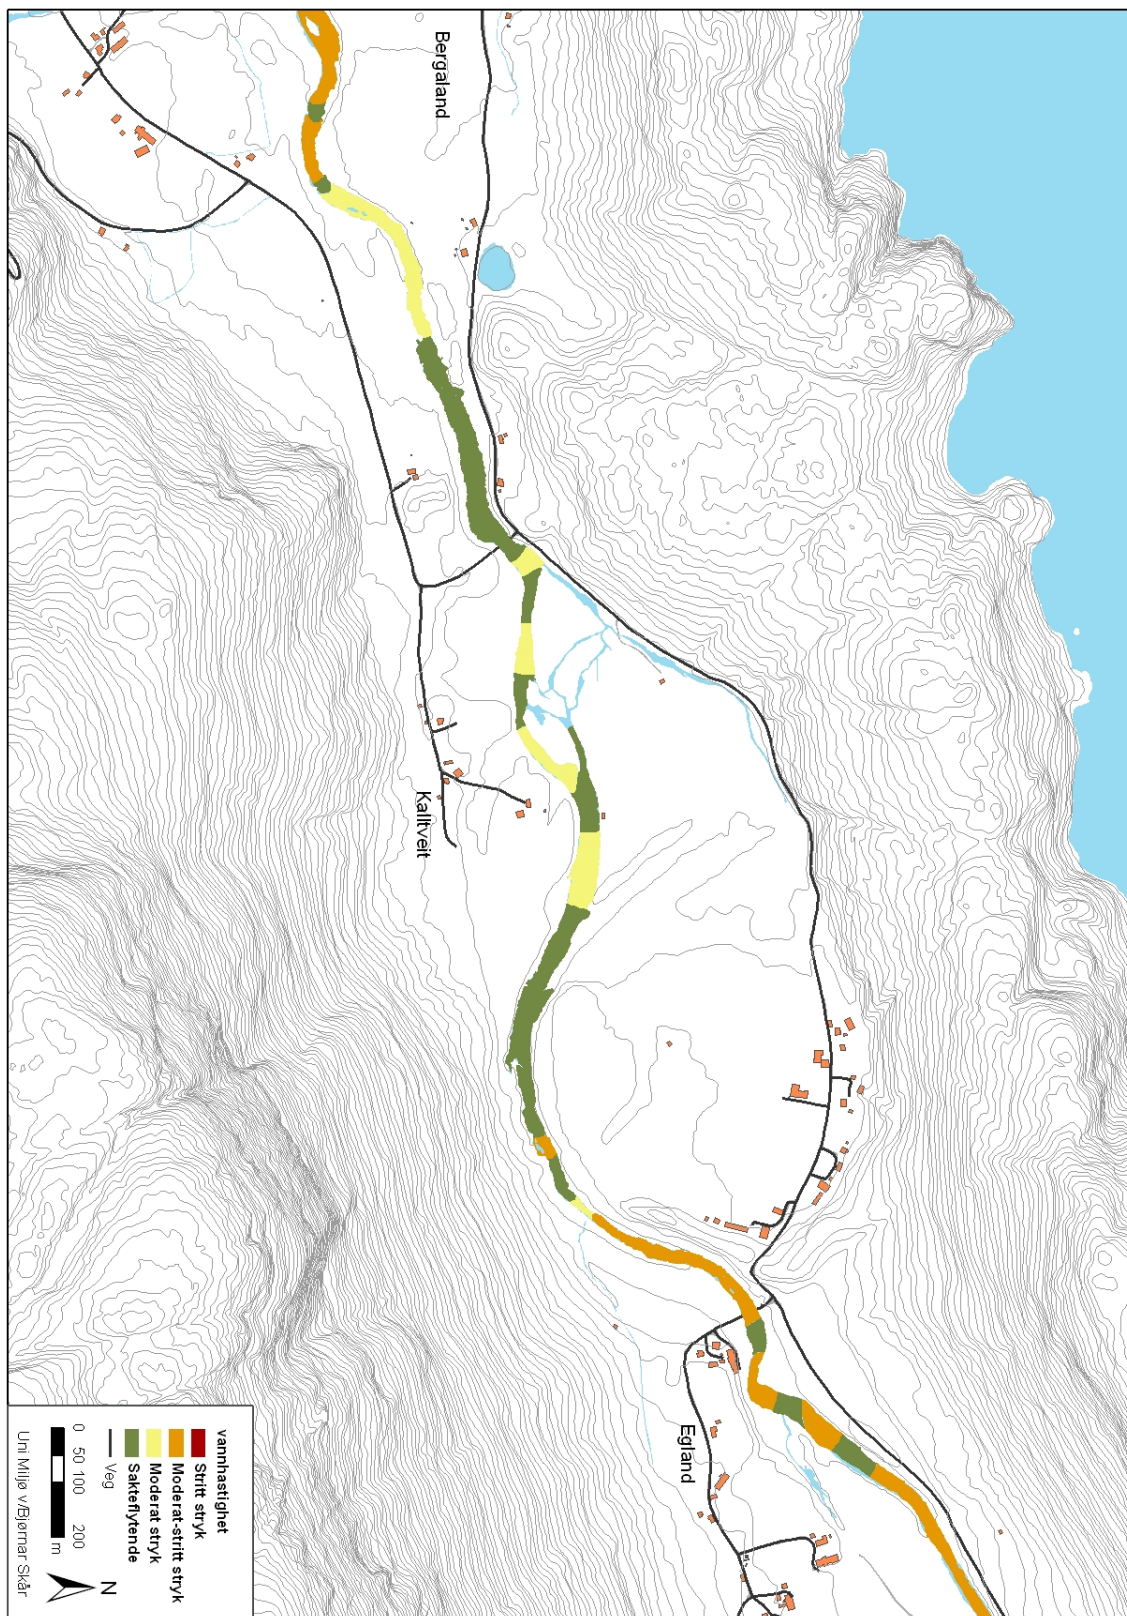 Bergaland
Kalltveit
Egland
vannhastighet
Stritt stryk
Moderat-stritt stryk
Moderat stryk
Sakteflytende
Veg
0 50 100 200
m
N
Uni Miljø v/Bjørnar Skår